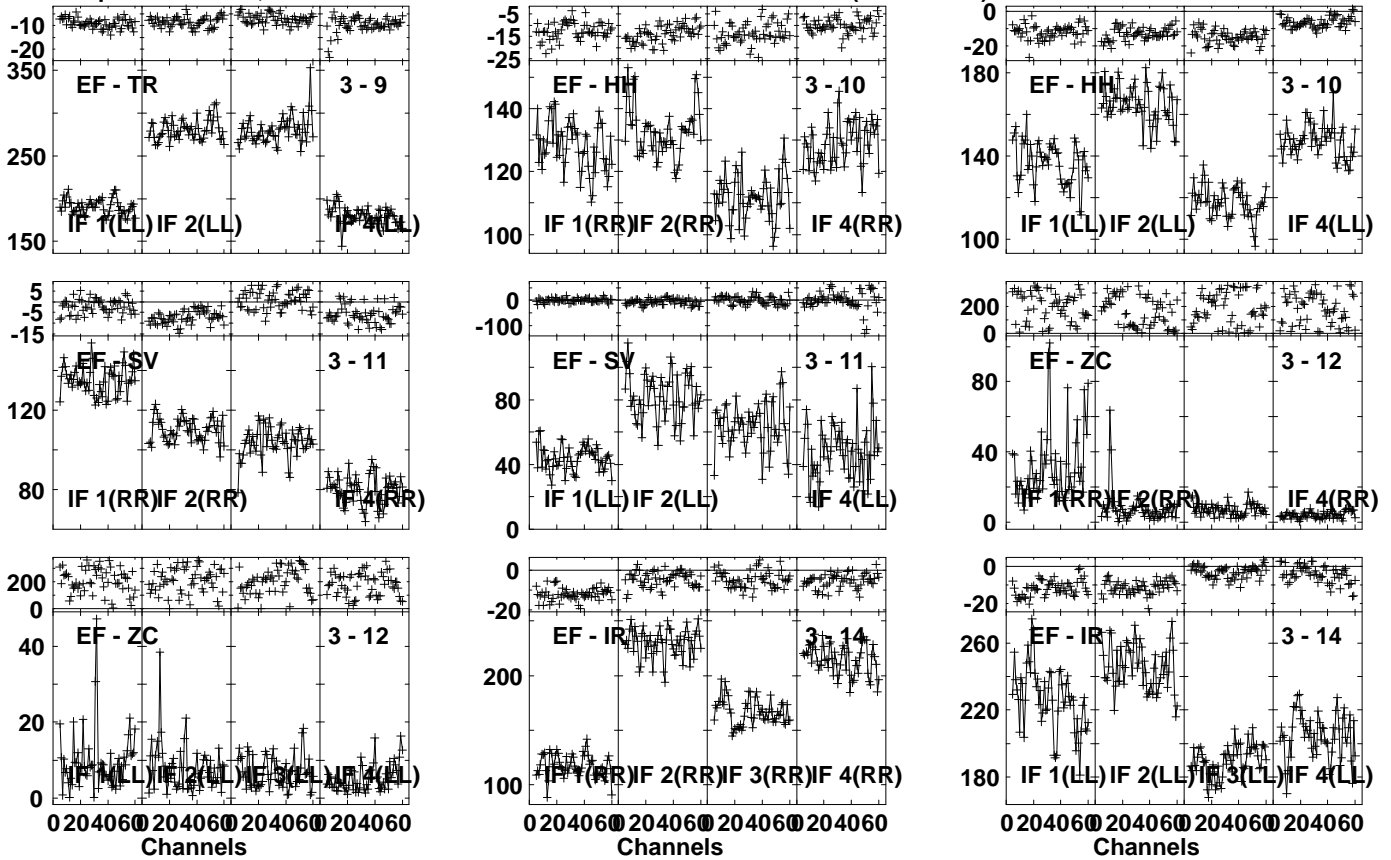 -10
-20
350
EF - TR
3 - 9
250
IF 1(LL) IF 2(LL) IF 4(LL)
150
-5
-15
-25
EF - HH
3 - 10
140
120
IF 1(RR) IF 2(RR) IF 4(RR)
100
0
-20
180
EF - HH
3 - 10
140
IF 1(LL) IF 2(LL) IF 4(LL)
100
5
-5
-15
EF - SV
3 - 11
120
80
IF 1(RR) IF 2(RR) IF 4(RR)
0
-100
EF - SV
3 - 11
80
40
IF 1(LL) IF 2(LL) IF 4(LL)
0
200
0
EF - ZC
3 - 12
80
40
IF 1(RR) IF 2(RR) IF 4(RR)
0
200
0
EF - ZC
3 - 12
40
20
IF 1(LL) IF 2(LL) IF 3(LL) IF 4(LL)
0
0 20 40 60 0 20 40 60 0 20 40 60 0 20 40 60
Channels
0
-20
EF - IR
3 - 14
200
IF 1(RR) IF 2(RR) IF 3(RR) IF 4(RR)
100
0 20 40 60 0 20 40 60 0 20 40 60 0 20 40 60
Channels
0
-20
EF - IR
3 - 14
260
220
IF 1(LL) IF 2(LL) IF 3(LL) IF 4(LL)
180
0 20 40 60 0 20 40 60 0 20 40 60 0 20 40 60
Channels